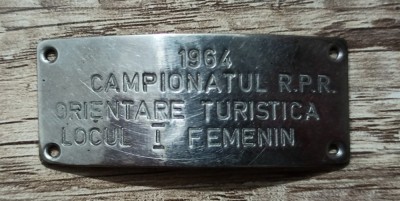 1964
CAMPIONATUL R.P.R.
ORIENTARE TURISTICA
LOCUL I FEMENIN